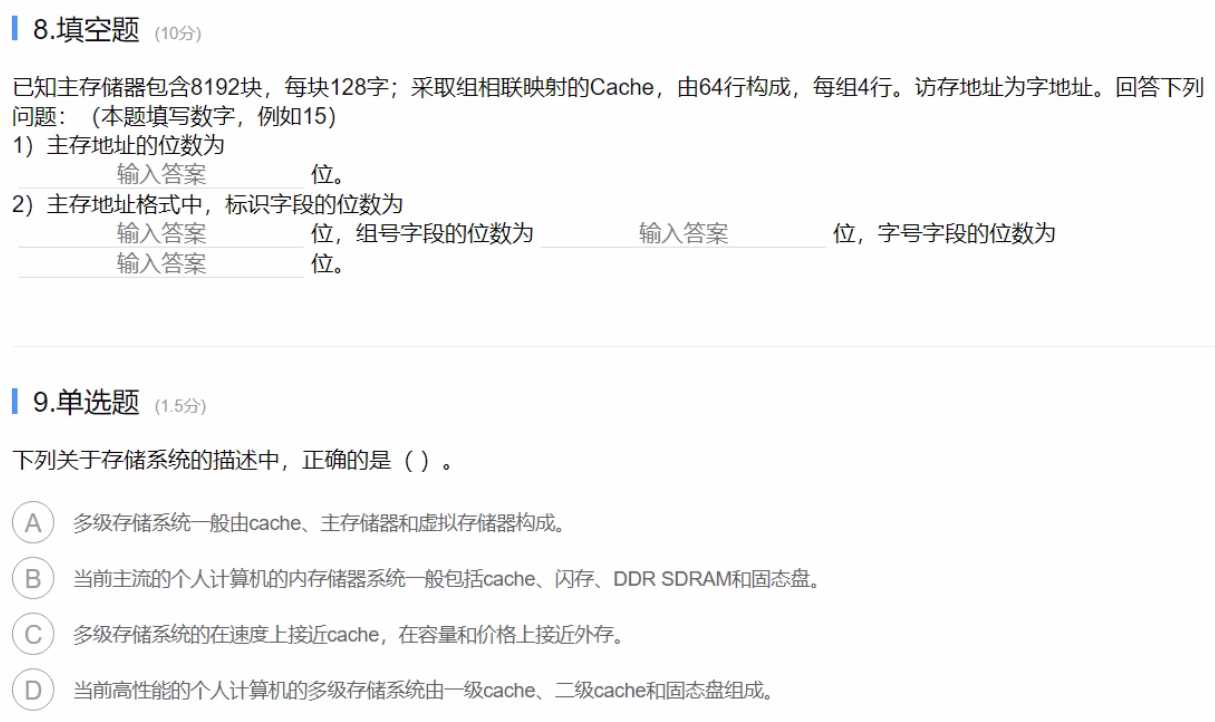 8.填空题 (10分)
已知主存储器包含8192块，每块128字；采取组相联映射的Cache，由64行构成，每组4行。访存地址为字地址。回答下列
问题：（本题填写数字，例如15）
1）主存地址的位数为
输入答案 位。
2）主存地址格式中，标识字段的位数为
输入答案 位，组号字段的位数为 输入答案 位，字号字段的位数为
输入答案 位。
9.单选题 (1.5分)
下列关于存储系统的描述中，正确的是（ ）。
A 多级存储系统一般由cache、主存储器和虚拟存储器构成。
B 当前主流的个人计算机的内存储器系统一般包括cache、闪存、DDR SDRAM和固态盘。
C 多级存储系统的在速度上接近cache，在容量和价格上接近外存。
D 当前高性能的个人计算机的多级存储系统由一级cache、二级cache和固态盘组成。